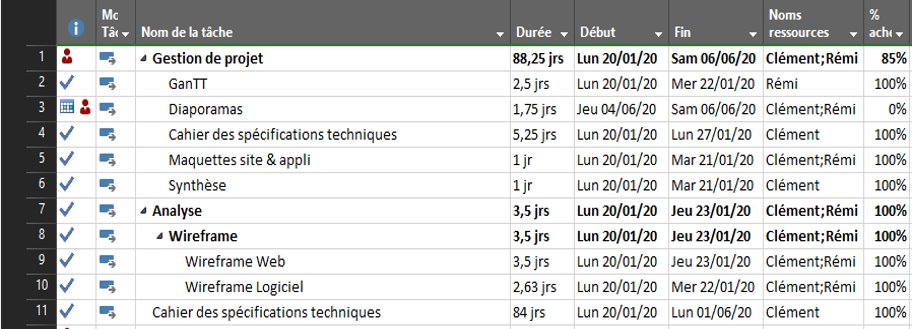 Mo Tâc Nom de la tâche Durée Début Fin Noms ressources % ache
1 Gestion de projet 88,25 jrs Lun 20/01/20 Sam 06/06/20 Clément;Rémi 85%
2 GanTT 2,5 jrs Lun 20/01/20 Mer 22/01/20 Rémi 100%
3 Diaporamas 1,75 jrs Jeu 04/06/20 Sam 06/06/20 Clément;Rémi 0%
4 Cahier des spécifications techniques 5,25 jrs Lun 20/01/20 Lun 27/01/20 Clément 100%
5 Maquettes site & appli 1 jr Lun 20/01/20 Mar 21/01/20 Clément;Rémi 100%
6 Synthèse 1 jr Lun 20/01/20 Mar 21/01/20 Clément 100%
7 Analyse 3,5 jrs Lun 20/01/20 Jeu 23/01/20 Clément;Rémi 100%
8 Wireframe 3,5 jrs Lun 20/01/20 Jeu 23/01/20 Clément;Rémi 100%
9 Wireframe Web 3,5 jrs Lun 20/01/20 Jeu 23/01/20 Clément;Rémi 100%
10 Wireframe Logiciel 2,63 jrs Lun 20/01/20 Mer 22/01/20 Clément;Rémi 100%
11 Cahier des spécifications techniques 84 jrs Lun 20/01/20 Lun 01/06/20 Clément 100%